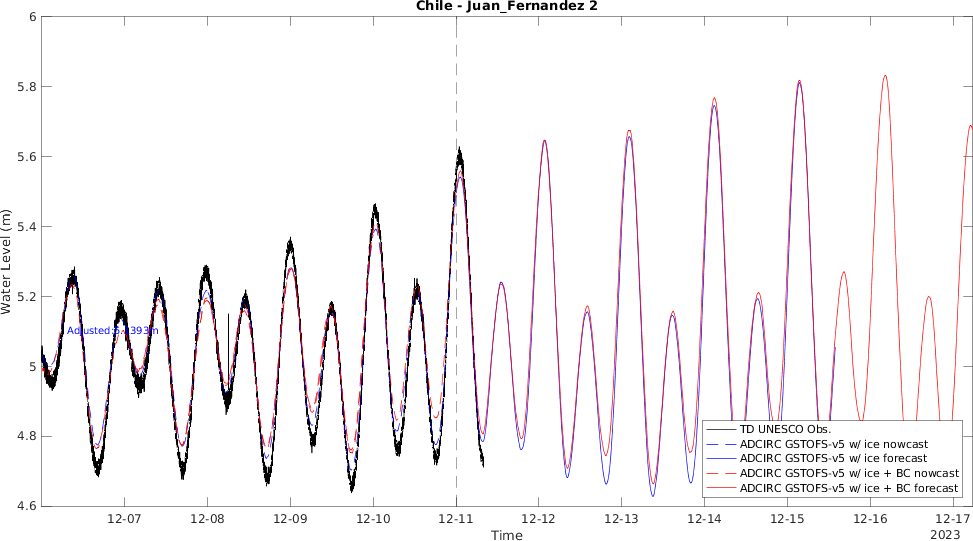 Chile - Juan_Fernandez 2
6
5.8
5.6
5.4
5.2
5
4.8
4.6
Water Level (m)
Adjusted:
TD UNESCO Obs.
ADCIRC GSTOFS-v5 w/ ice nowcast
ADCIRC GSTOFS-v5 w/ ice forecast
ADCIRC GSTOFS-v5 w/ ice + BC nowcast
ADCIRC GSTOFS-v5 w/ ice + BC forecast
12-07 12-08 12-09 12-10 12-11 12-12 12-13 12-14 12-15 12-16 12-17
Time
2023